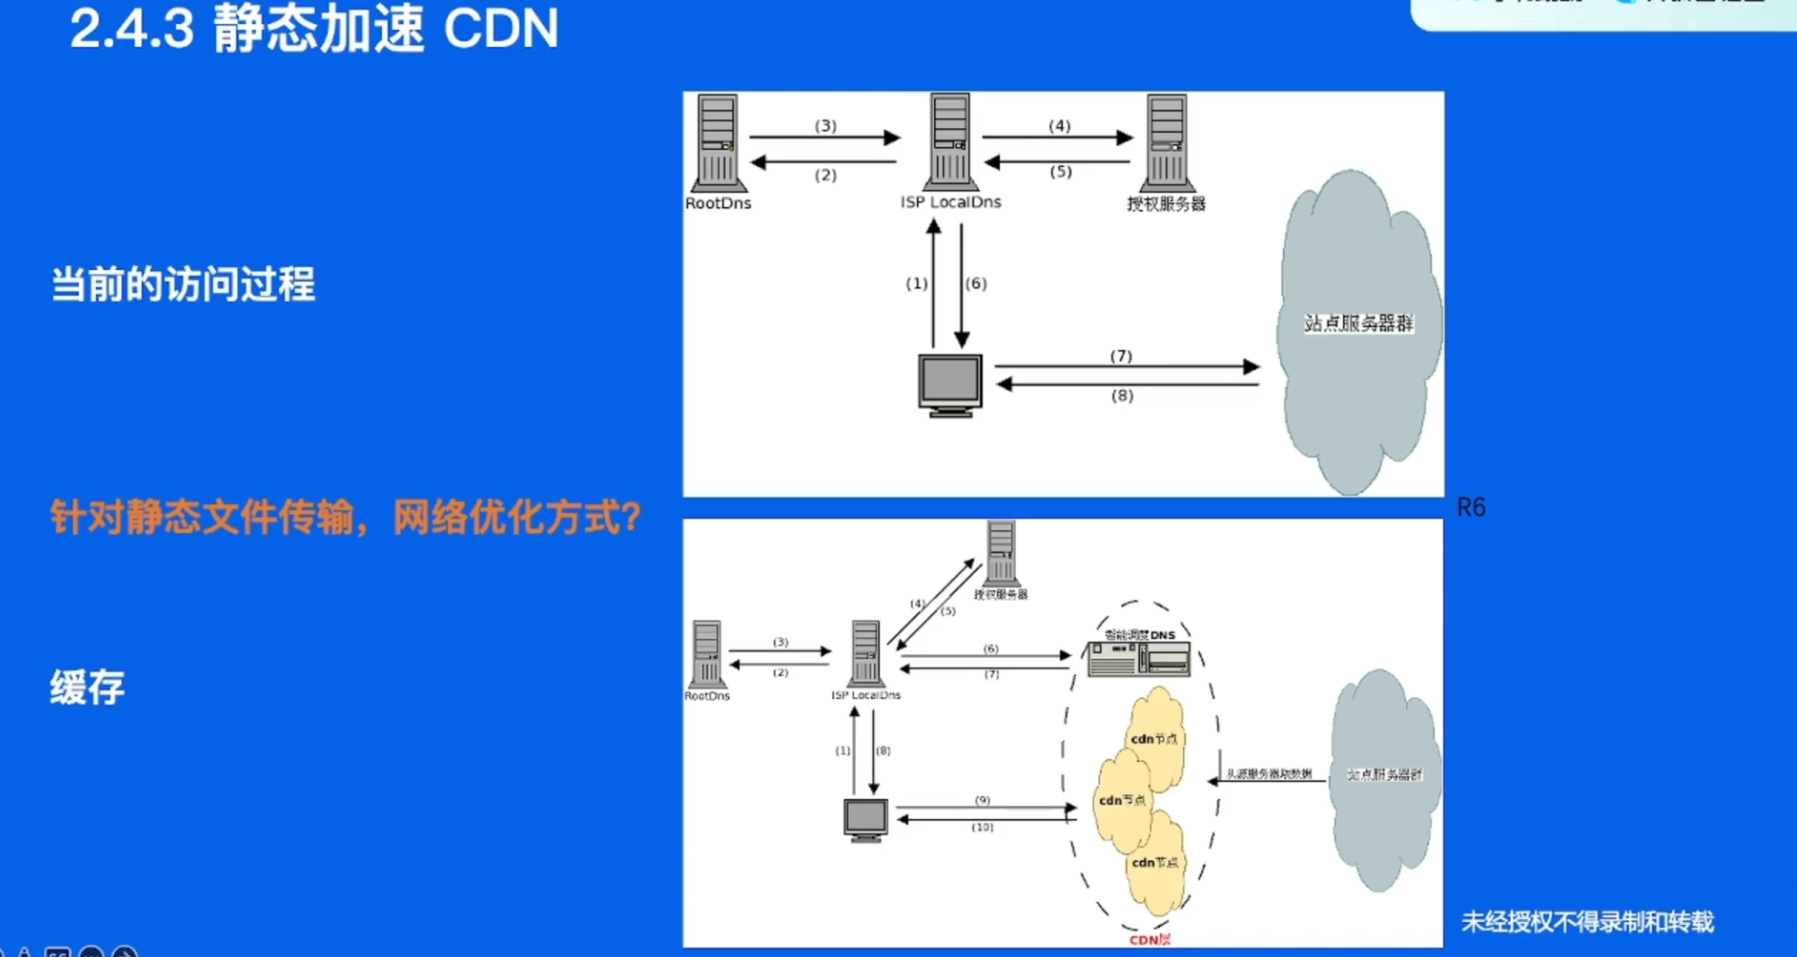 2.4.3 静态加速 CDN
(3)
(4)
(2)
(5)
RootDns
ISP LocalDns
授权服务器
当前的访问过程
(1)
(6)
站点服务器群
(7)
(8)
针对静态文件传输，网络优化方式？
R6
授权服务器
(4)
(5)
智能调度DNS
(3)
(6)
(2)
(7)
RootDns
ISP LocalDns
缓存
cdn节点
(1)
(8)
从源服务器取数据
站点服务器群
cdn节点
(9)
(10)
cdn节点
CDN层
未经授权不得录制和转载